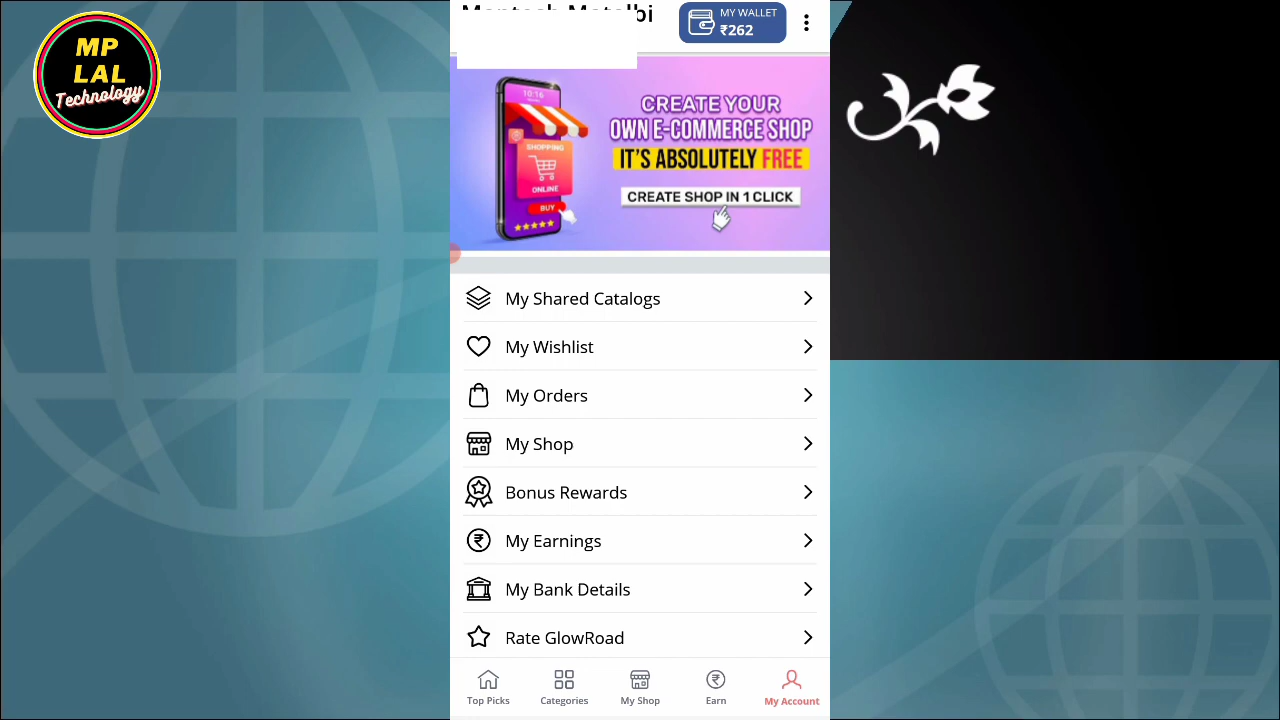 MP
LAL
Technology
MY WALLET
₹262
10:16
SHOPPING
ONLINE
BUY
CREATE YOUR
OWN E-COMMERCE SHOP
IT'S ABSOLUTELY FREE
CREATE SHOP IN 1 CLICK
My Shared Catalogs
My Wishlist
My Orders
My Shop
Bonus Rewards
My Earnings
My Bank Details
Rate GlowRoad
Top Picks
Categories
My Shop
Earn
My Account